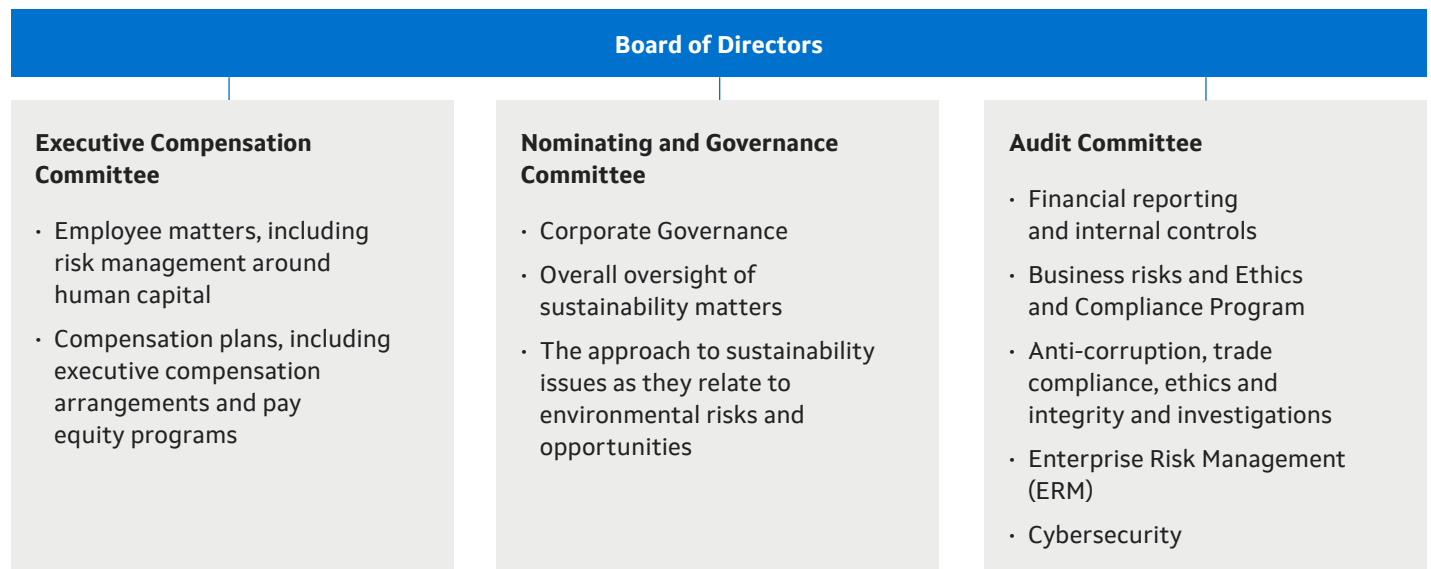 Board of Directors
Executive Compensation
Committee
· Employee matters, including
risk management around
human capital
· Compensation plans, including
executive compensation
arrangements and pay
equity programs
Nominating and Governance
Committee
· Corporate Governance
· Overall oversight of
sustainability matters
· The approach to sustainability
issues as they relate to
environmental risks and
opportunities
Audit Committee
· Financial reporting
and internal controls
· Business risks and Ethics
and Compliance Program
· Anti-corruption, trade
compliance, ethics and
integrity and investigations
· Enterprise Risk Management
(ERM)
· Cybersecurity